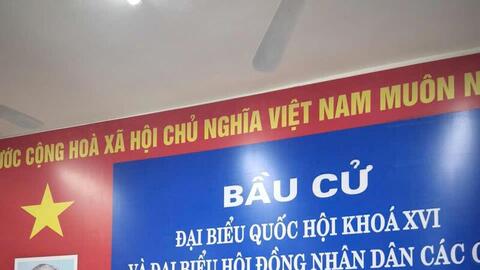 ƯỚC CỘNG HOÀ XÃ HỘI CHỦ NGHĨA VIỆT NAM MUÔN N
BẦU CỬ
ĐẠI BIỂU QUỐC HỘI KHOÁ XVI
VÀ ĐẠI BIỂU HỘI ĐỒNG NHÂN DÂN CÁC C